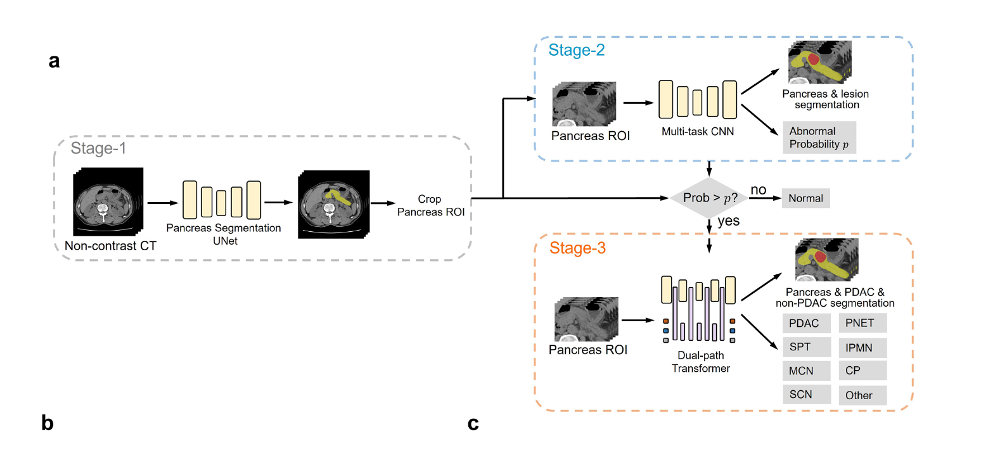 a
Stage-1
Non-contrast CT
Pancreas Segmentation
UNet
Crop
Pancreas ROI
Stage-2
Pancreas ROI
Multi-task CNN
Pancreas & lesion
segmentation
Abnormal
Probability p
Prob > p?
no
Normal
yes
Stage-3
Pancreas ROI
Dual-path
Transformer
Pancreas & PDAC &
non-PDAC segmentation
PDAC
PNET
SPT
IPMN
MCN
CP
SCN
Other
b
c